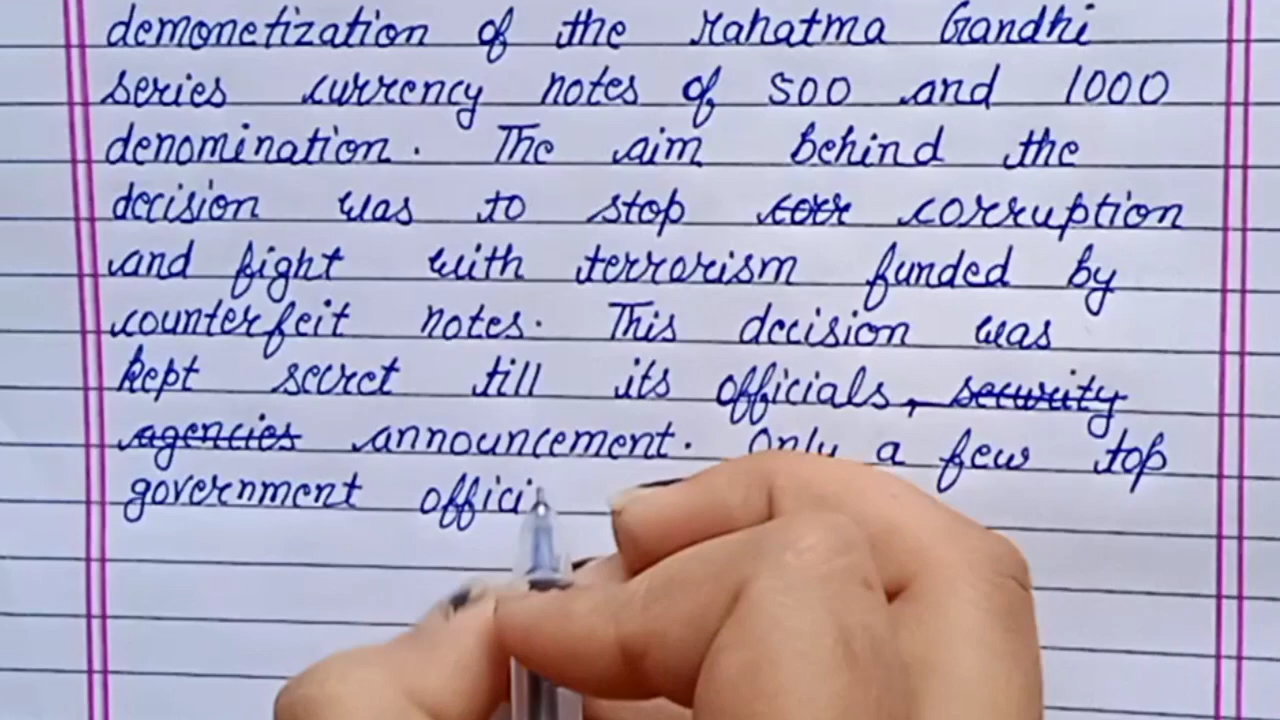 demonetization of the Mahatma Gandhi
series currency notes of 500 and 1000
denomination. The aim behind the
decision was to stop corr corruption
and fight with terrorism funded by
counterfeit notes. This decision was
kept secret till its officials, security
agencies announcement. Only a few top
government offici